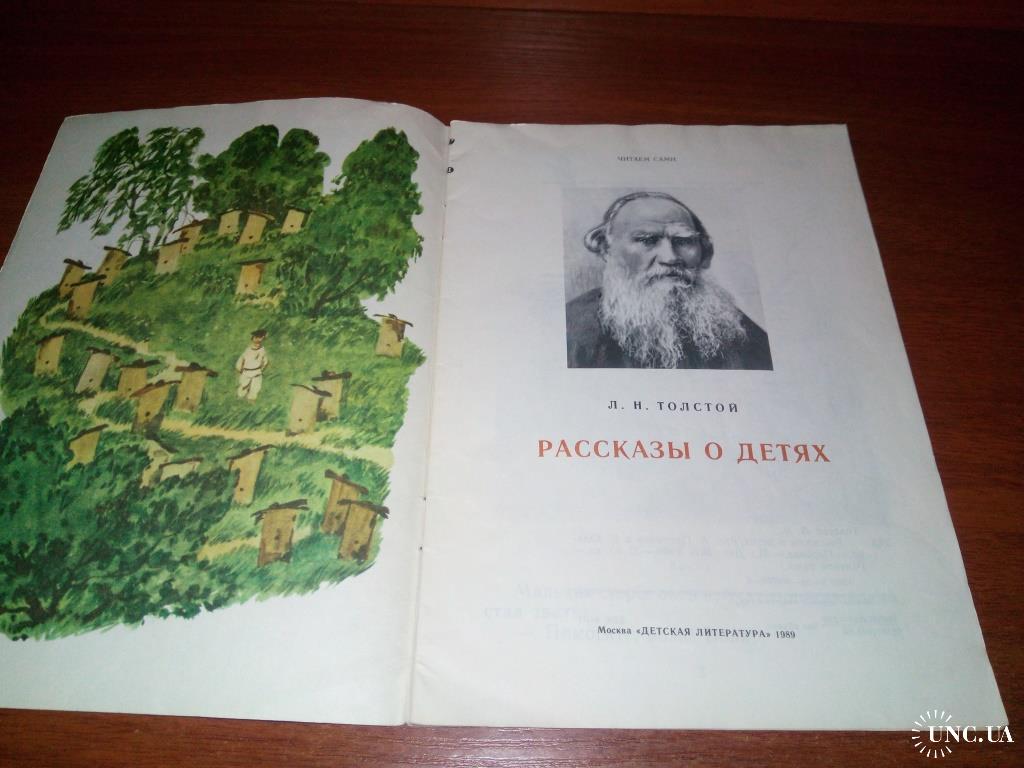 ЧИТАЕМ САМИ
Л. Н. ТОЛСТОЙ
РАССКАЗЫ О ДЕТЯХ
Москва «ДЕТСКАЯ ЛИТЕРАТУРА» 1989
UNC.UA